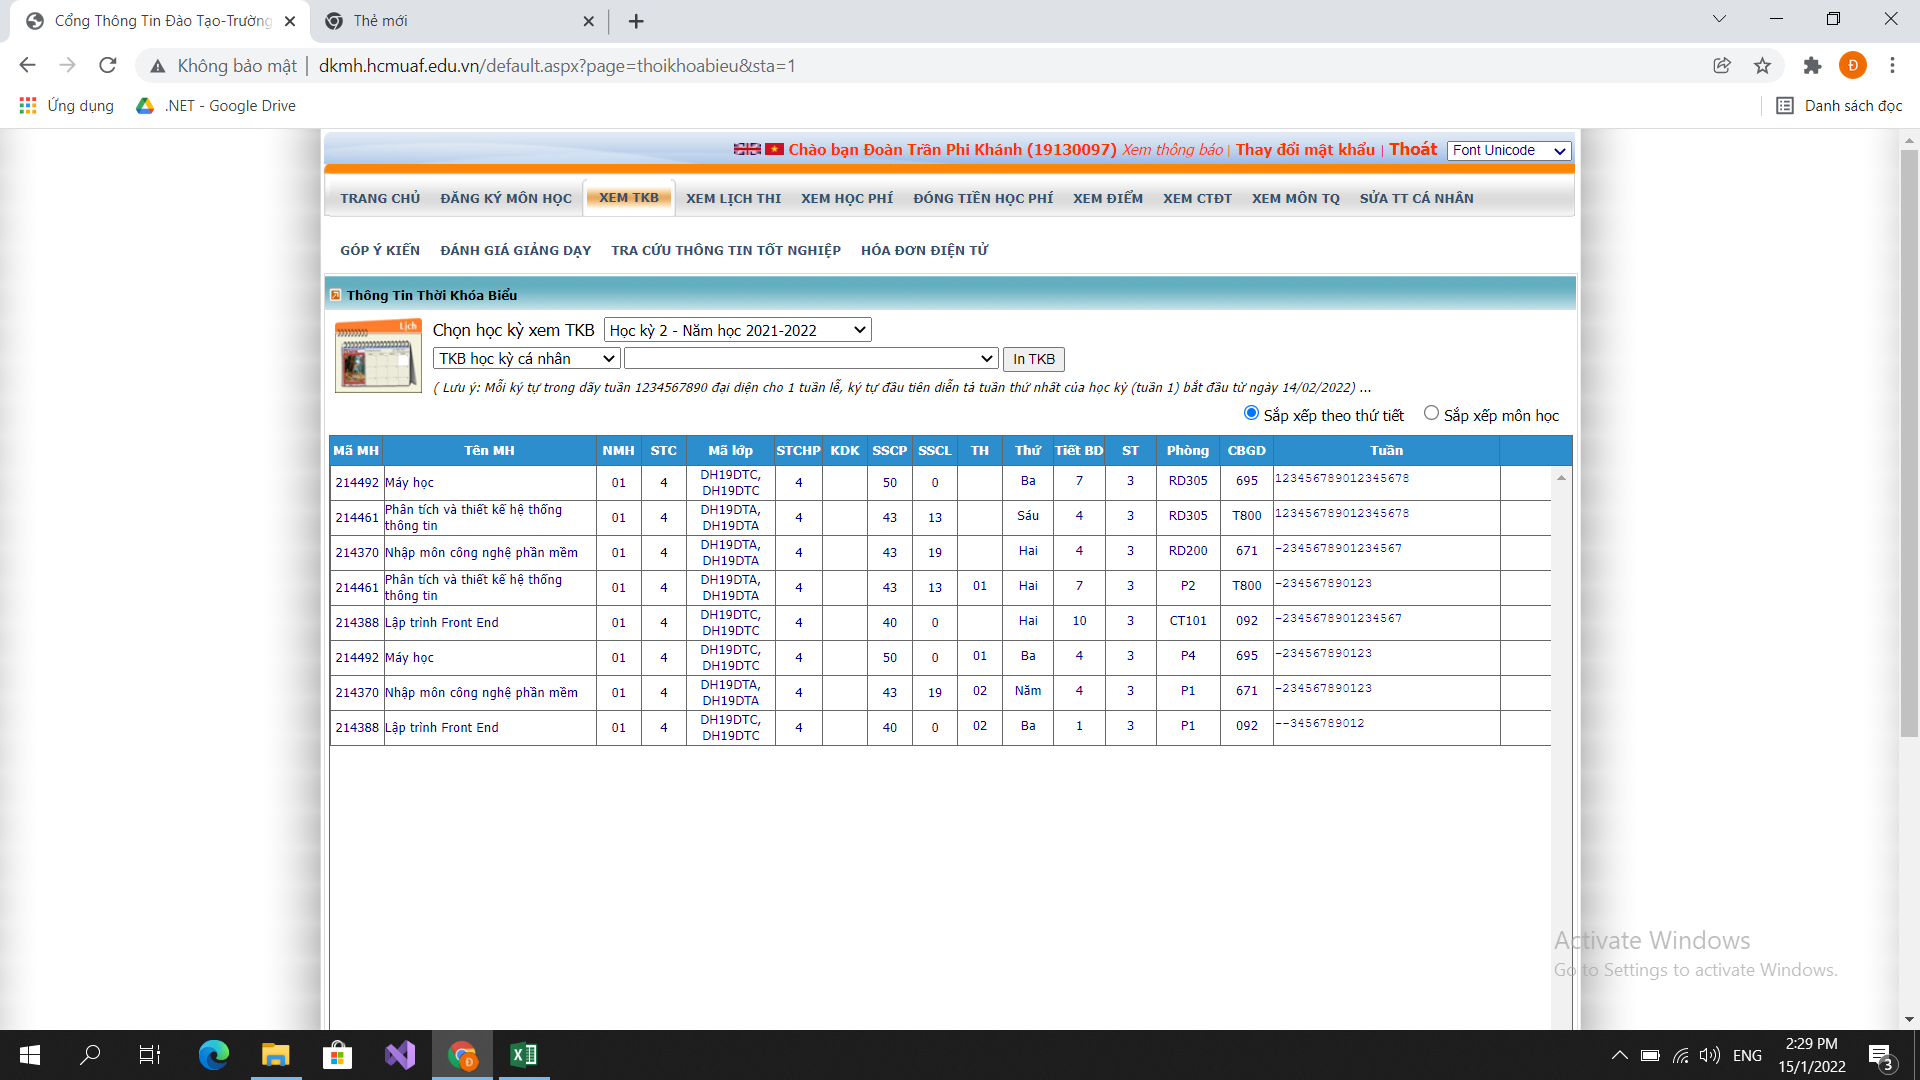 Cổng Thông Tin Đào Tạo-Trường
Thẻ mới
Không bảo mật | dkmh.hcmuaf.edu.vn/default.aspx?page=thoikhoabieu&sta=1
Đ
Ứng dụng .NET - Google Drive Danh sách đọc
Chào bạn Đoàn Trần Phi Khánh (19130097) Xem thông báo | Thay đổi mật khẩu | Thoát Font Unicode
TRANG CHỦ ĐĂNG KÝ MÔN HỌC XEM TKB XEM LỊCH THI XEM HỌC PHÍ ĐÓNG TIỀN HỌC PHÍ XEM ĐIỂM XEM CTĐT XEM MÔN TQ SỬA TT CÁ NHÂN
GÓP Ý KIẾN ĐÁNH GIÁ GIẢNG DẠY TRA CỨU THÔNG TIN TỐT NGHIỆP HÓA ĐƠN ĐIỆN TỬ
Thông Tin Thời Khóa Biểu
Lịch
Chọn học kỳ xem TKB Học kỳ 2 - Năm học 2021-2022
TKB học kỳ cá nhân In TKB
( Lưu ý: Mỗi ký tự trong dãy tuần 1234567890 đại diện cho 1 tuần lễ, ký tự đầu tiên diễn tả tuần thứ nhất của học kỳ (tuần 1) bắt đầu từ ngày 14/02/2022) ...
Sắp xếp theo thứ tiết Sắp xếp môn học
Mã MH Tên MH NMH STC Mã lớp STCHP KDK SSCP SSCL TH Thứ Tiết BD ST Phòng CBGD Tuần
214492 Máy học 01 4 DH19DTC, DH19DTC 4 50 0 Ba 7 3 RD305 695 123456789012345678
214461 Phân tích và thiết kế hệ thống thông tin 01 4 DH19DTA, DH19DTA 4 43 13 Sáu 4 3 RD305 T800 123456789012345678
214370 Nhập môn công nghệ phần mềm 01 4 DH19DTA, DH19DTA 4 43 19 Hai 4 3 RD200 671 -2345678901234567
214461 Phân tích và thiết kế hệ thống thông tin 01 4 DH19DTA, DH19DTA 4 43 13 01 Hai 7 3 P2 T800 -234567890123
214388 Lập trình Front End 01 4 DH19DTC, DH19DTC 4 40 0 Hai 10 3 CT101 092 -2345678901234567
214492 Máy học 01 4 DH19DTC, DH19DTC 4 50 0 01 Ba 4 3 P4 695 -234567890123
214370 Nhập môn công nghệ phần mềm 01 4 DH19DTA, DH19DTA 4 43 19 02 Năm 4 3 P1 671 -234567890123
214388 Lập trình Front End 01 4 DH19DTC, DH19DTC 4 40 0 02 Ba 1 3 P1 092 --3456789012
Activate Windows
Go to Settings to activate Windows.
ENG
2:29 PM
15/1/2022
3